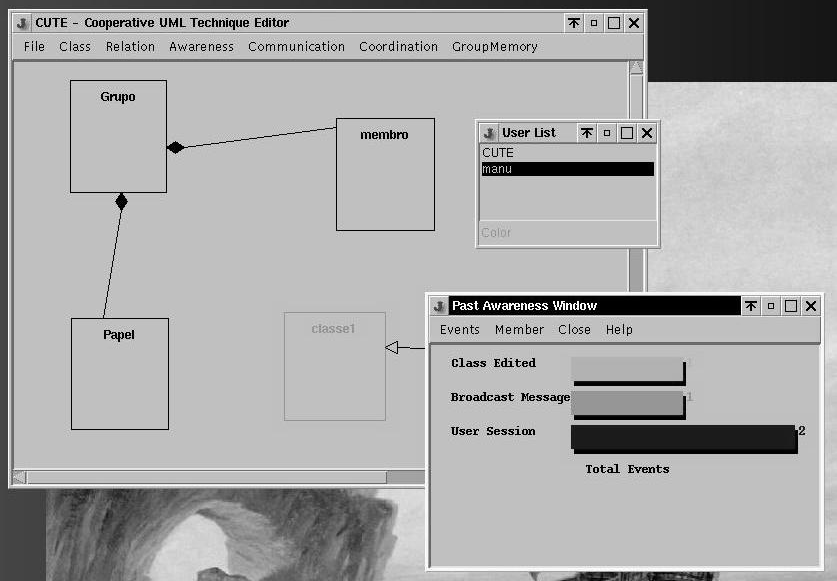 CUTE - Cooperative UML Technique Editor
File Class Relation Awareness Communication Coordination GroupMemory
Grupo
membro
Papel
classe1
User List
CUTE
manu
Color
Past Awareness Window
Events Member Close Help
Class Edited 1
Broadcast Message 1
User Session 2
Total Events